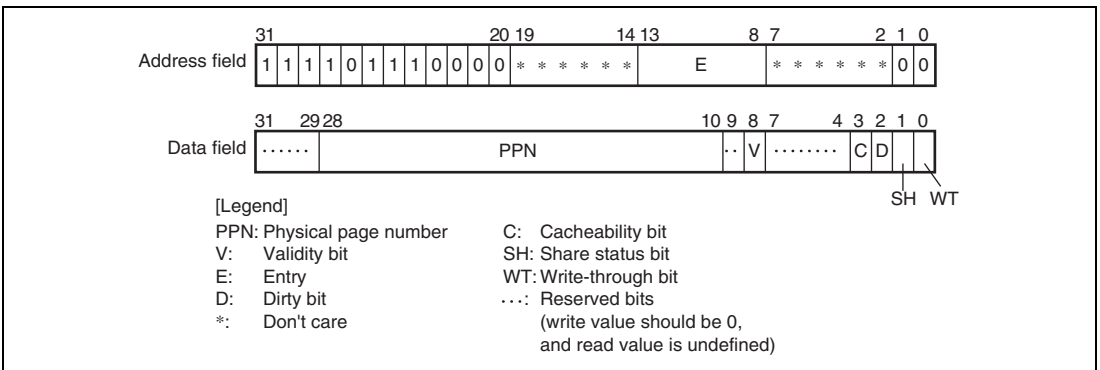 31 20 19 14 13 8 7 2 1 0
Address field 1 1 1 1 0 1 1 1 0 0 0 0 * * * * * * E * * * * * * 0 0
31 29 28 10 9 8 7 4 3 2 1 0
Data field ...... PPN .. V ........ C D
SH WT
[Legend]
PPN: Physical page number C: Cacheability bit
V: Validity bit SH: Share status bit
E: Entry WT: Write-through bit
D: Dirty bit ...: Reserved bits
*: Don't care (write value should be 0,
and read value is undefined)